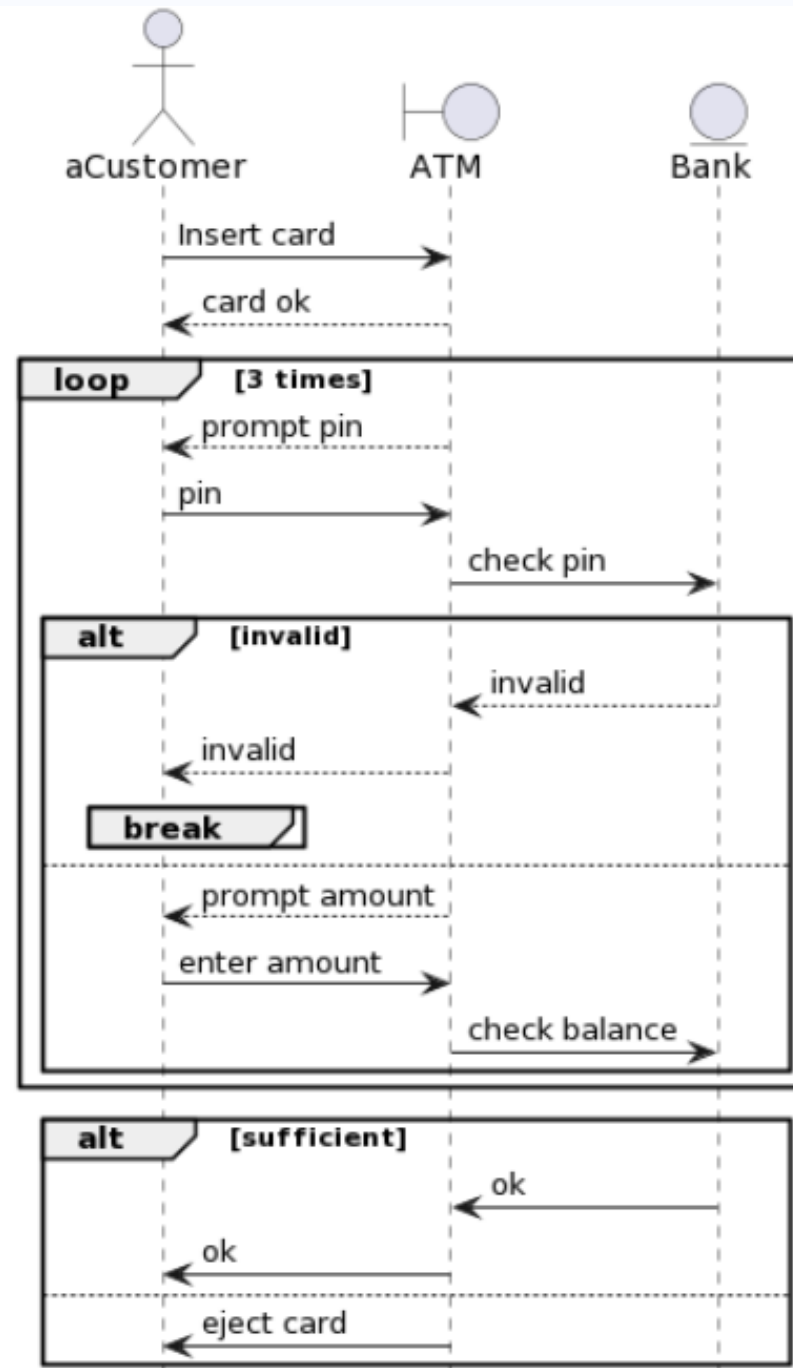 aCustomer
ATM
Bank
Insert card
card ok
loop [3 times]
prompt pin
pin
check pin
alt [invalid]
invalid
invalid
break
prompt amount
enter amount
check balance
alt [sufficient]
ok
ok
eject card